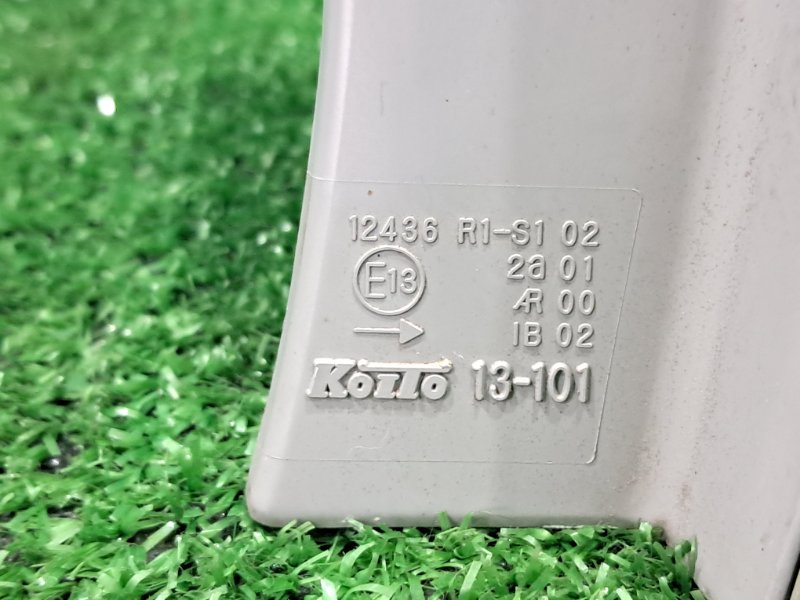 12436 R1-S1 02
E13 2a 01
AR 00
→ IB 02
KOITO 13-101